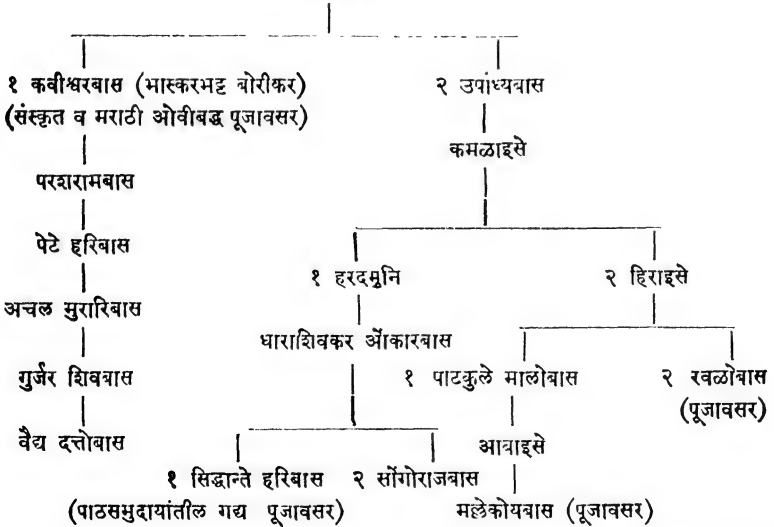 १ कवीश्वरबास (भास्करभट्ट बोरीकर)
(संस्कृत व मराठी ओवीबद्ध पूजावसर)
परशरामबास
पेटे हरिबास
अचल मुरारिबास
गुर्जर शिवबास
वैद्य दत्तोबास
२ उपांध्यबास
कमळाइसे
१ हरदमुनि
धाराशिवकर ओंकारबास
१ सिद्धान्ते हरिबास
(पाठसमुदायांतील गद्य पूजावसर)
२ सोंगोराजबास
२ हिराइसे
१ पाटकुले मालोबास
आबाइसे
मल्लेकोयबास (पूजावसर)
२ रवळोबास
(पूजावसर)